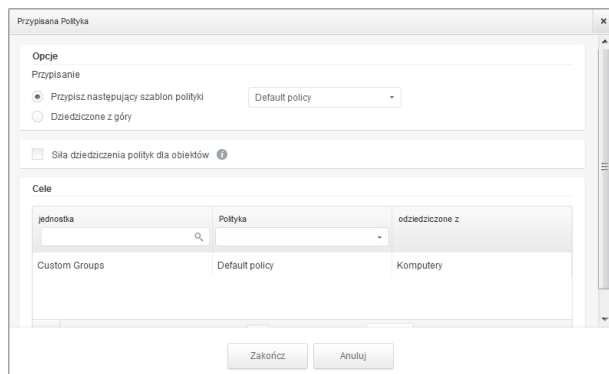 Przypisana Polityka
Opcje
Przypisanie
Przypisz następujący szablon polityki
Default policy
Dziedziczone z góry
Siła dziedziczenia polityk dla obiektów
Cele
jednostka
Polityka
odziedziczone z
Custom Groups
Default policy
Komputery
Zakończ
Anuluj